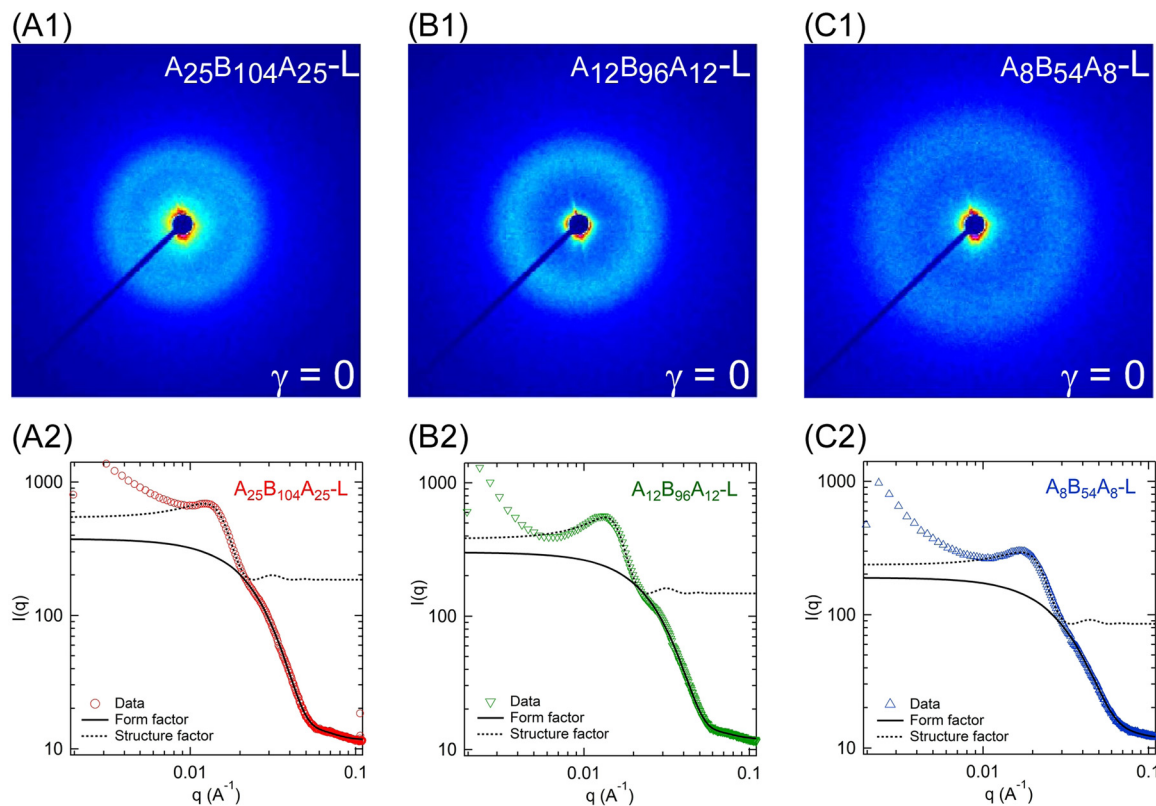 (A1)
A25B104A25-L
γ = 0
(B1)
A12B96A12-L
γ = 0
(C1)
A8B54A8-L
γ = 0
(A2)
1000
100
10
I(q)
A25B104A25-L
Data
Form factor
Structure factor
0.01
0.1
q (A-1)
(B2)
1000
100
10
I(q)
A12B96A12-L
Data
Form factor
Structure factor
0.01
0.1
q (A-1)
(C2)
1000
100
10
I(q)
A8B54A8-L
Data
Form factor
Structure factor
0.01
0.1
q (A-1)